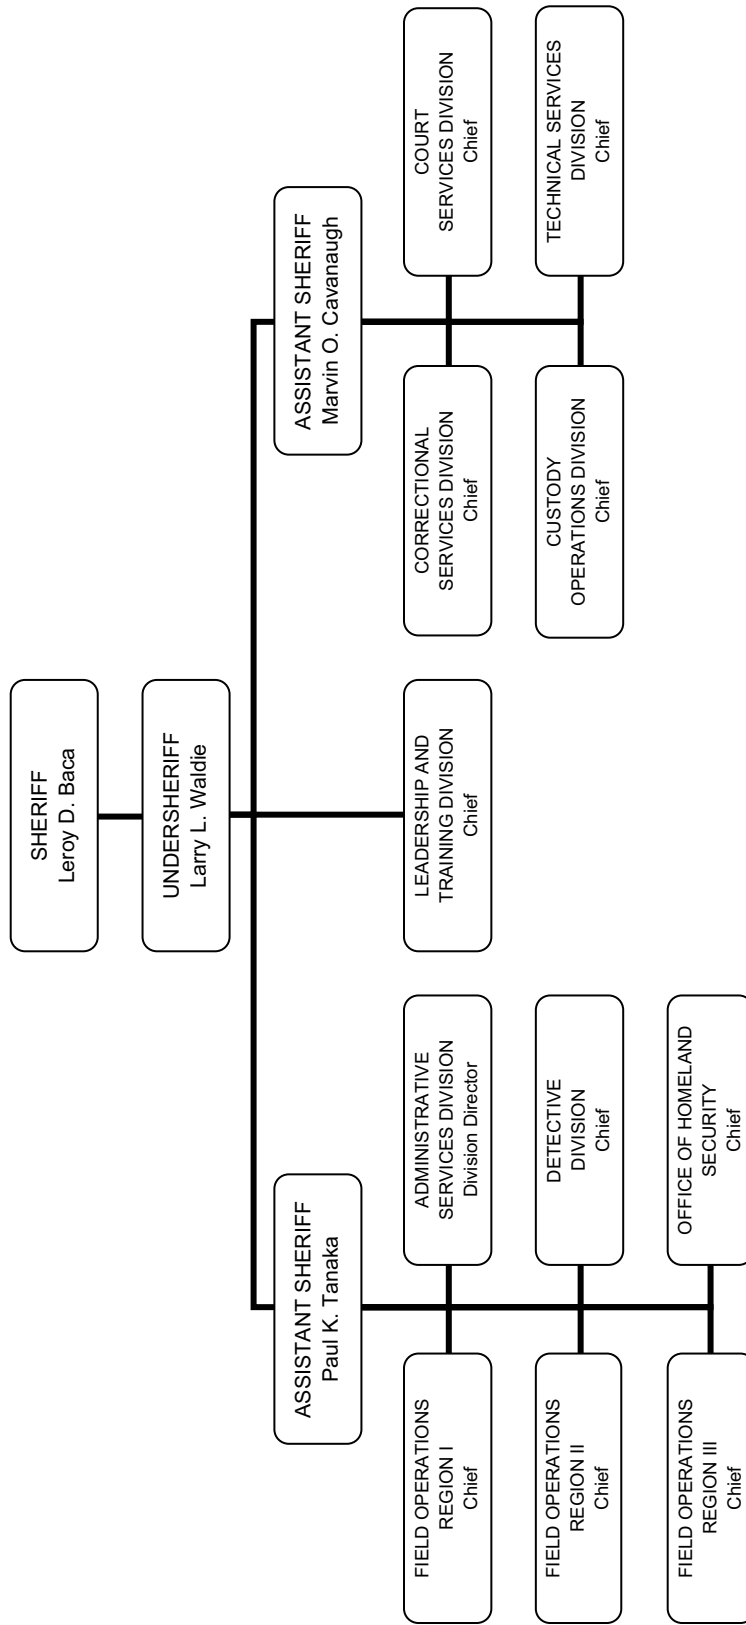 SHERIFF
Leroy D. Baca
UNDERSHERIFF
Larry L. Waldie
ASSISTANT SHERIFF
Paul K. Tanaka
ASSISTANT SHERIFF
Marvin O. Cavanaugh
FIELD OPERATIONS
REGION I
Chief
ADMINISTRATIVE
SERVICES DIVISION
Division Director
LEADERSHIP AND
TRAINING DIVISION
Chief
CORRECTIONAL
SERVICES DIVISION
Chief
COURT
SERVICES DIVISION
Chief
FIELD OPERATIONS
REGION II
Chief
DETECTIVE
DIVISION
Chief
CUSTODY
OPERATIONS DIVISION
Chief
TECHNICAL SERVICES
DIVISION
Chief
FIELD OPERATIONS
REGION III
Chief
OFFICE OF HOMELAND
SECURITY
Chief